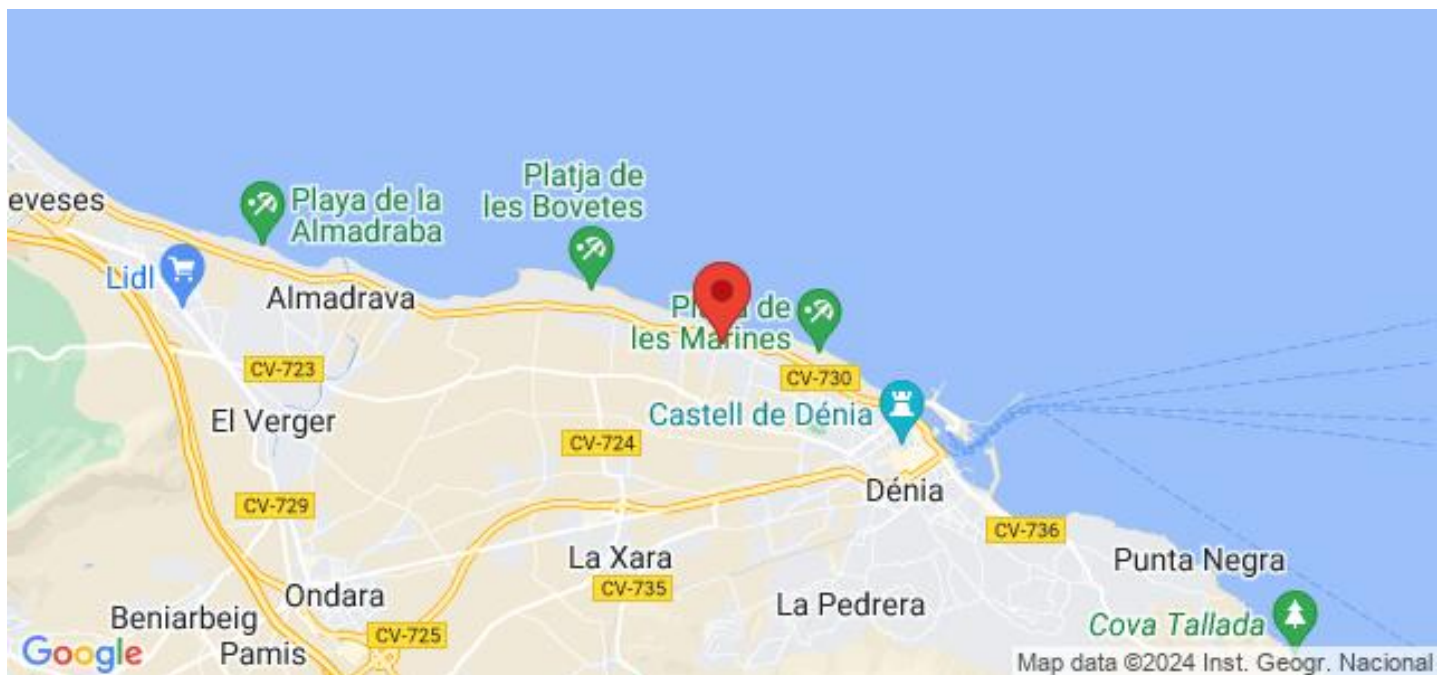 Platja de
les Bovetes
eveses
Playa de la
Almadraba
Lidl
Almadrava
de
les Marines
CV-723
CV-730
El Verger
Castell de Dénia
CV-724
CV-729
Dénia
CV-736
La Xara
Punta Negra
CV-735
Ondara
La Pedrera
Beniarbeig
CV-725
Cova Tallada
Pamis
Google
Map data ©2024 Inst. Geogr. Nacional